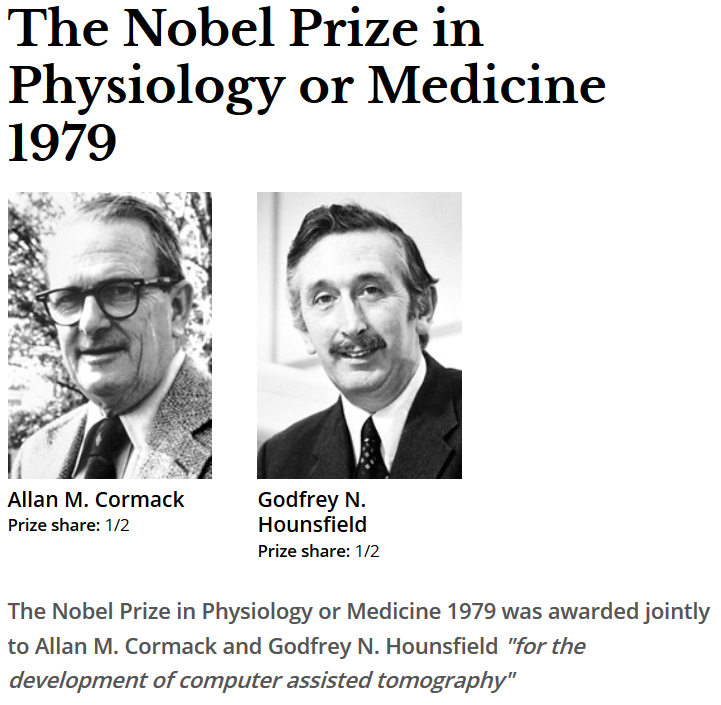 The Nobel Prize in
Physiology or Medicine
1979
Allan M. Cormack
Prize share: 1/2
Godfrey N.
Hounsfield
Prize share: 1/2
The Nobel Prize in Physiology or Medicine 1979 was awarded jointly
to Allan M. Cormack and Godfrey N. Hounsfield "for the
development of computer assisted tomography"